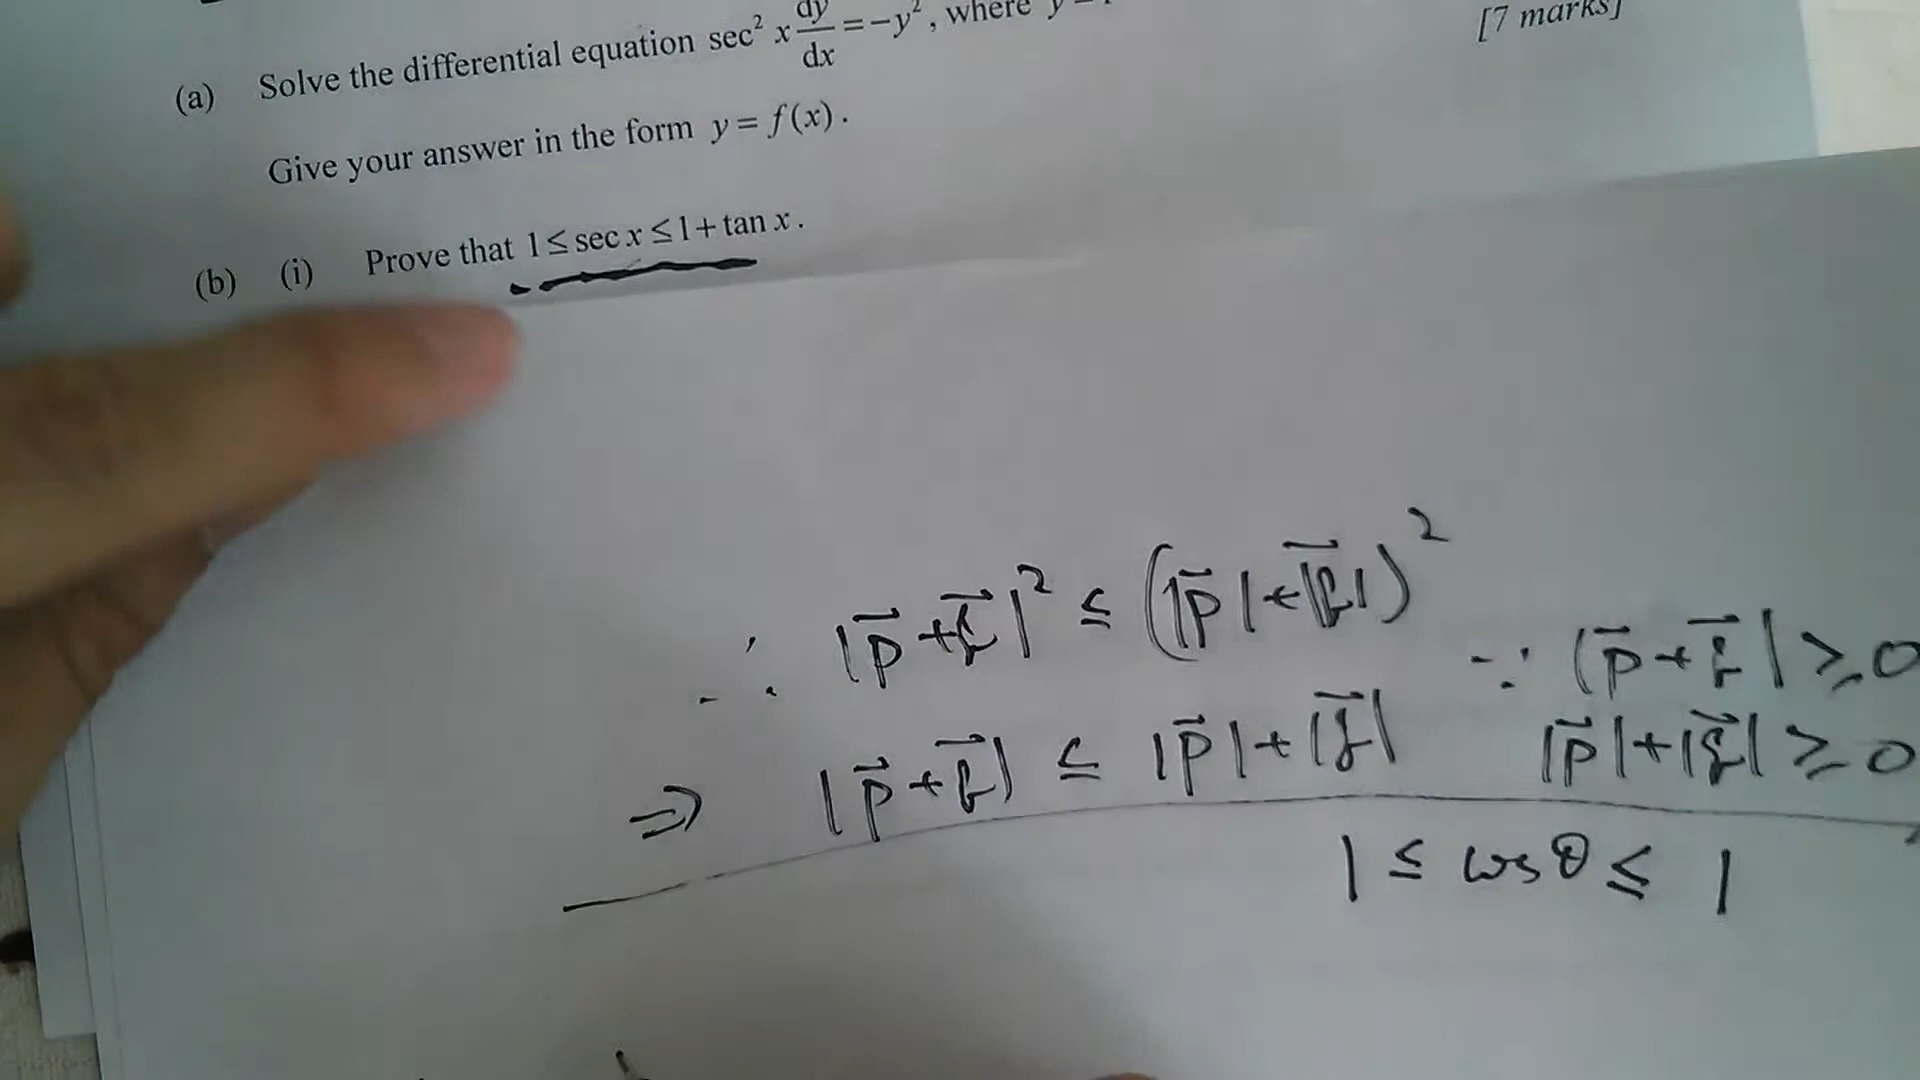 (a) Solve the differential equation sec² x dy/dx = −y², where y
[7 marks]
Give your answer in the form y = f(x).
(b) (i) Prove that 1 ≤ sec x ≤ 1 + tan x.
∴ |p⃗ + q⃗|² ≤ (|p⃗| + |q⃗|)²
∵ |p⃗ + q⃗| ≥ 0
⇒ |p⃗ + q⃗| ≤ |p⃗| + |q⃗|
|p⃗| + |q⃗| ≥ 0
1 ≤ cos θ ≤ 1